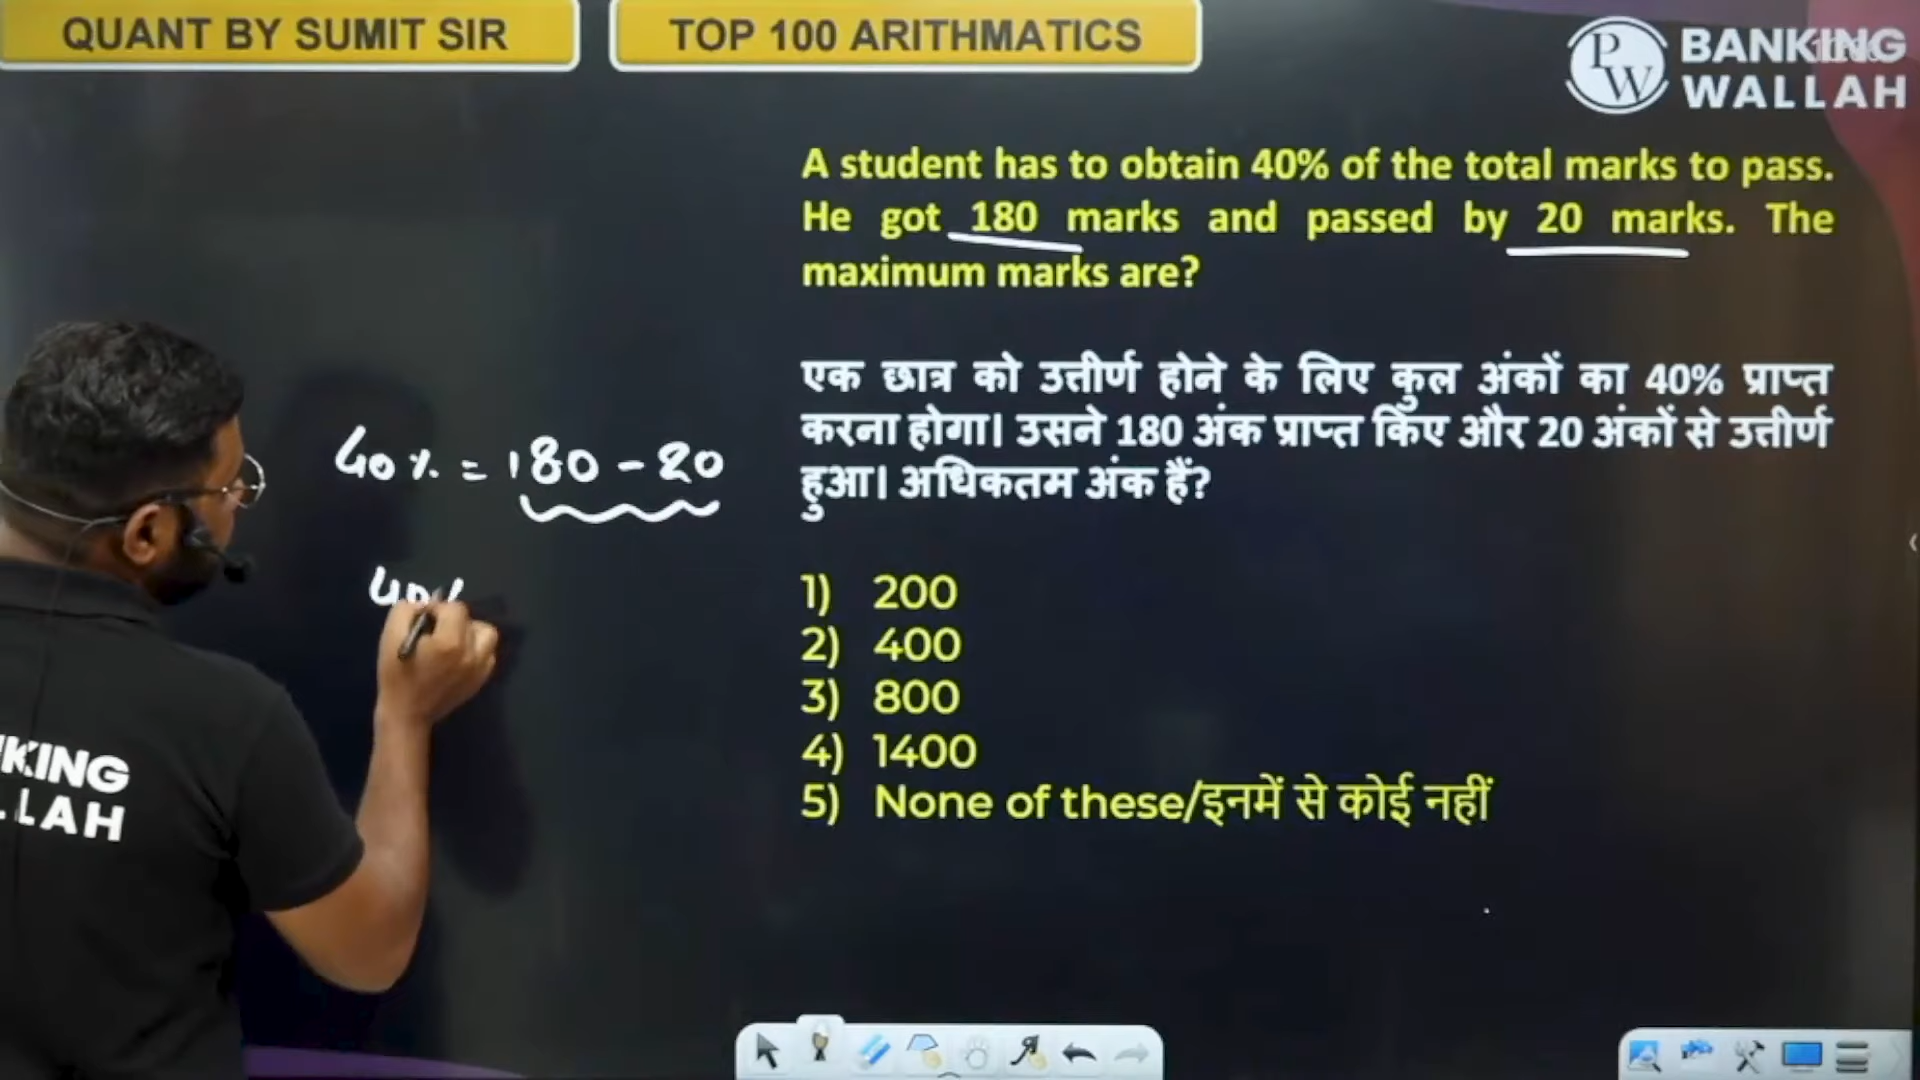 QUANT BY SUMIT SIR
TOP 100 ARITHMATICS
PW
BANKING
WALLAH
A student has to obtain 40% of the total marks to pass.
He got 180 marks and passed by 20 marks. The
maximum marks are?
एक छात्र को उत्तीर्ण होने के लिए कुल अंकों का 40% प्राप्त
करना होगा। उसने 180 अंक प्राप्त किए और 20 अंकों से उत्तीर्ण
हुआ। अधिकतम अंक हैं?
40% = 180 - 20
40%
1) 200
2) 400
3) 800
4) 1400
5) None of these/इनमें से कोई नहीं
KING
LLAH